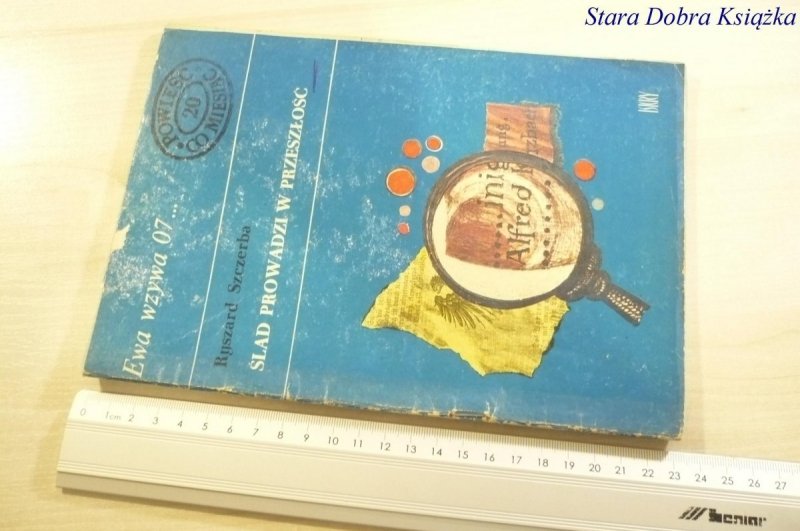 Stara Dobra Książka
POWIEŚĆ
20
CO MIESIĄC
Ewa wzywa 07...
Ryszard Szczerba
ŚLAD PROWADZI W PRZESZŁOŚĆ
ISKRY
Alfred
0 1cm 2 3 4 5 6 7 8 9 10 11 12 13 14 15 16 17 18 19 20 21 22 23 24 25 26 27